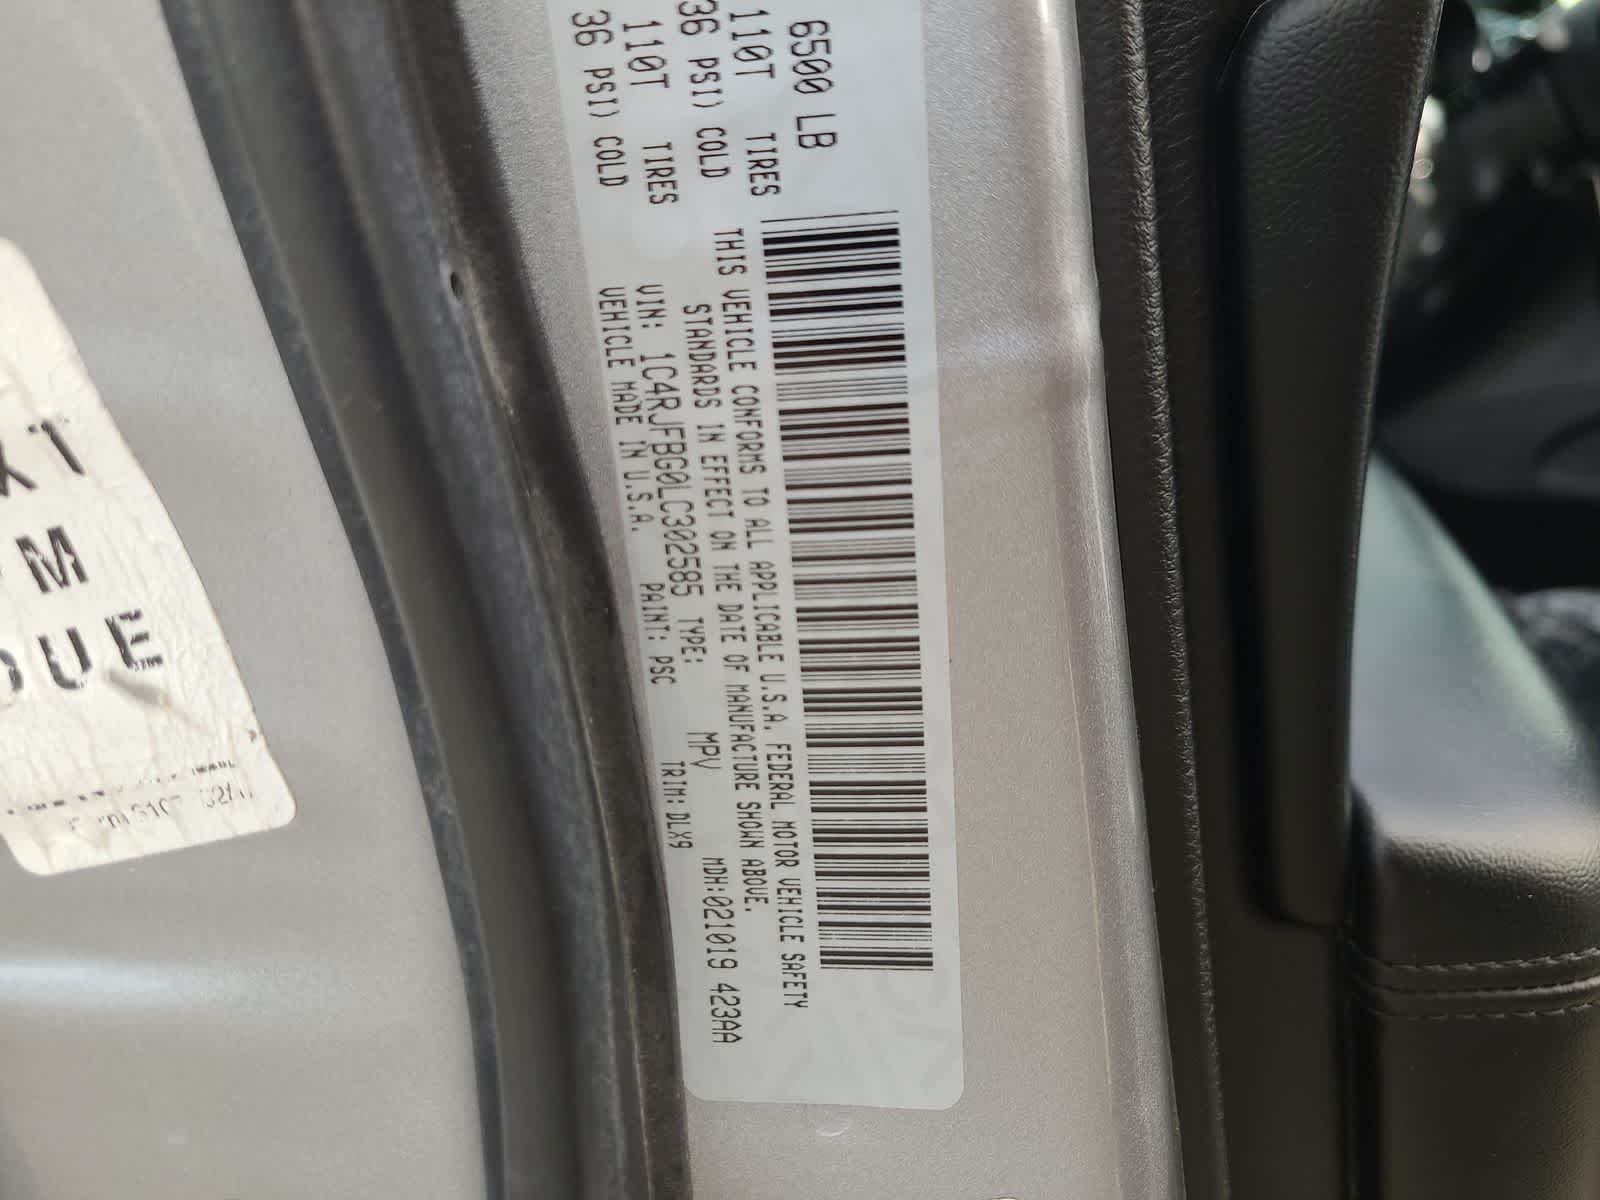 6500 LB
110T TIRES
36 PSI) COLD
110T TIRES
36 PSI) COLD
THIS VEHICLE CONFORMS TO ALL APPLICABLE U.S.A. FEDERAL MOTOR VEHICLE SAFETY
STANDARDS IN EFFECT ON THE DATE OF MANUFACTURE SHOWN ABOVE.
VIN: 1C4RJFBG0LC302585 TYPE: MPV MDH:021019 423AA
VEHICLE MADE IN U.S.A. PAINT: PSC TRIM: DLX9
XT
M
DUE